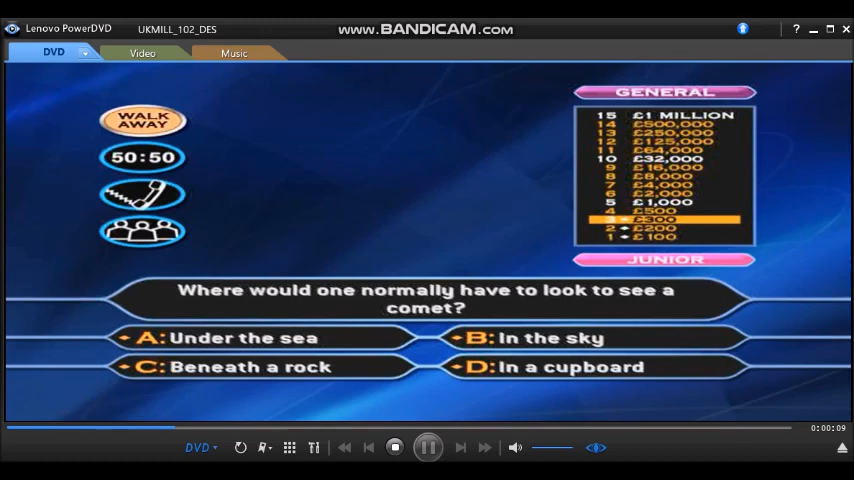 Lenovo PowerDVD
UKMILL_102_DES
www.BANDICAM.com
?
DVD
Video
Music
WALK
AWAY
50:50
GENERAL
15 £1 MILLION
14 £500,000
13 £250,000
12 £125,000
11 £64,000
10 £32,000
9 £16,000
8 £8,000
7 £4,000
6 £2,000
5 £1,000
4 £500
3 £300
2 £200
1 £100
JUNIOR
Where would one normally have to look to see a
comet?
A: Under the sea
B: In the sky
C: Beneath a rock
D: In a cupboard
0:00:09
DVD